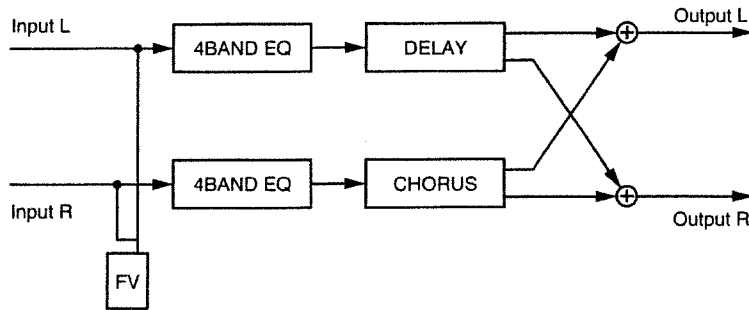 Input L
4BAND EQ
DELAY
+
Output L
Input R
4BAND EQ
CHORUS
+
Output R
FV